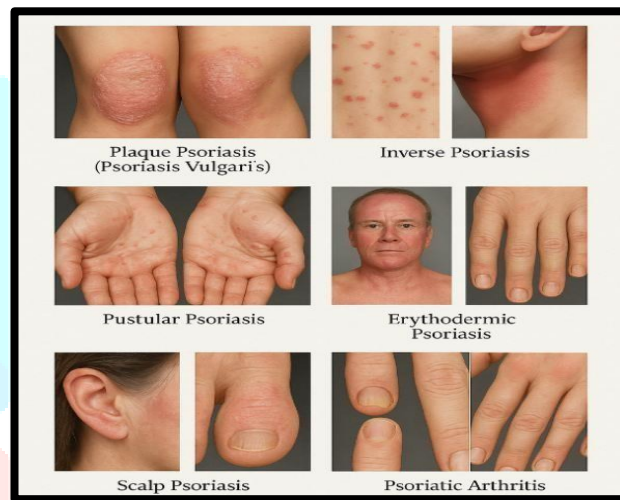 Plaque Psoriasis
(Psoriasis Vulgari's)
Inverse Psoriasis
Pustular Psoriasis
Erythodermic
Psoriasis
Scalp Psoriasis
Psoriatic Arthritis